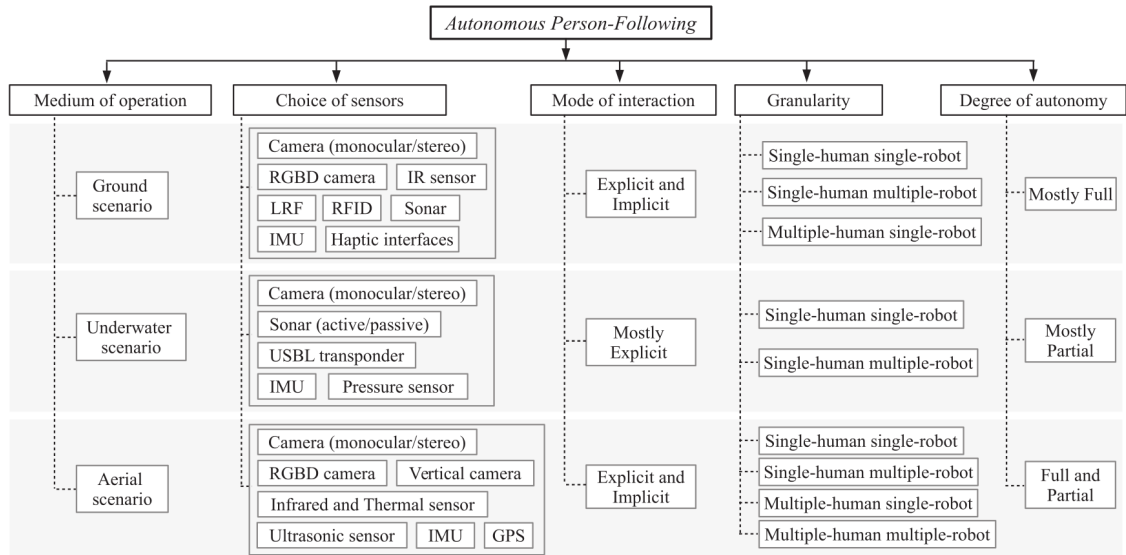 Autonomous Person-Following
Medium of operation
Choice of sensors
Mode of interaction
Granularity
Degree of autonomy
Ground
scenario
Camera (monocular/stereo)
RGBD camera
IR sensor
LRF
RFID
Sonar
IMU
Haptic interfaces
Explicit and
Implicit
Single-human single-robot
Single-human multiple-robot
Multiple-human single-robot
Mostly Full
Underwater
scenario
Camera (monocular/stereo)
Sonar (active/passive)
USBL transponder
IMU
Pressure sensor
Mostly
Explicit
Single-human single-robot
Single-human multiple-robot
Mostly
Partial
Aerial
scenario
Camera (monocular/stereo)
RGBD camera
Vertical camera
Infrared and Thermal sensor
Ultrasonic sensor
IMU
GPS
Explicit and
Implicit
Single-human single-robot
Single-human multiple-robot
Multiple-human single-robot
Multiple-human multiple-robot
Full and
Partial